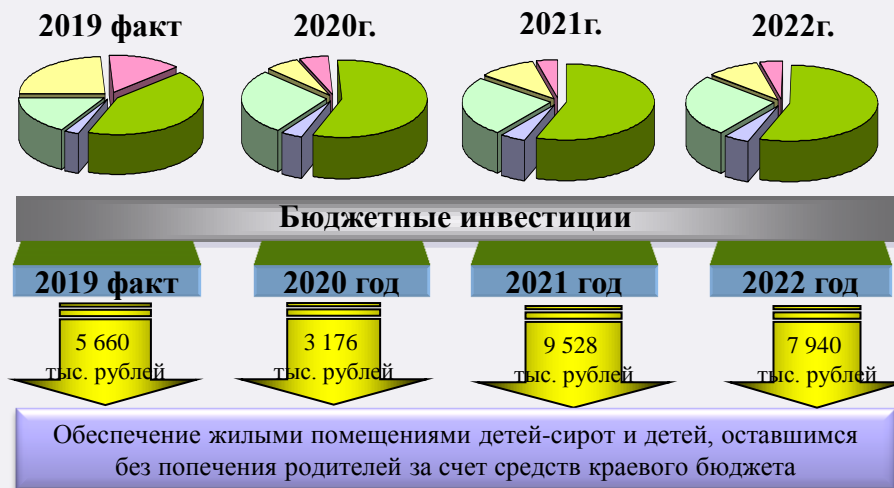 2019 факт
2020г.
2021г.
2022г.
Бюджетные инвестиции
2019 факт
2020 год
2021 год
2022 год
5 660
тыс. рублей
3 176
тыс. рублей
9 528
тыс. рублей
7 940
тыс. рублей
Обеспечение жилыми помещениями детей-сирот и детей, оставшимся
без попечения родителей за счет средств краевого бюджета